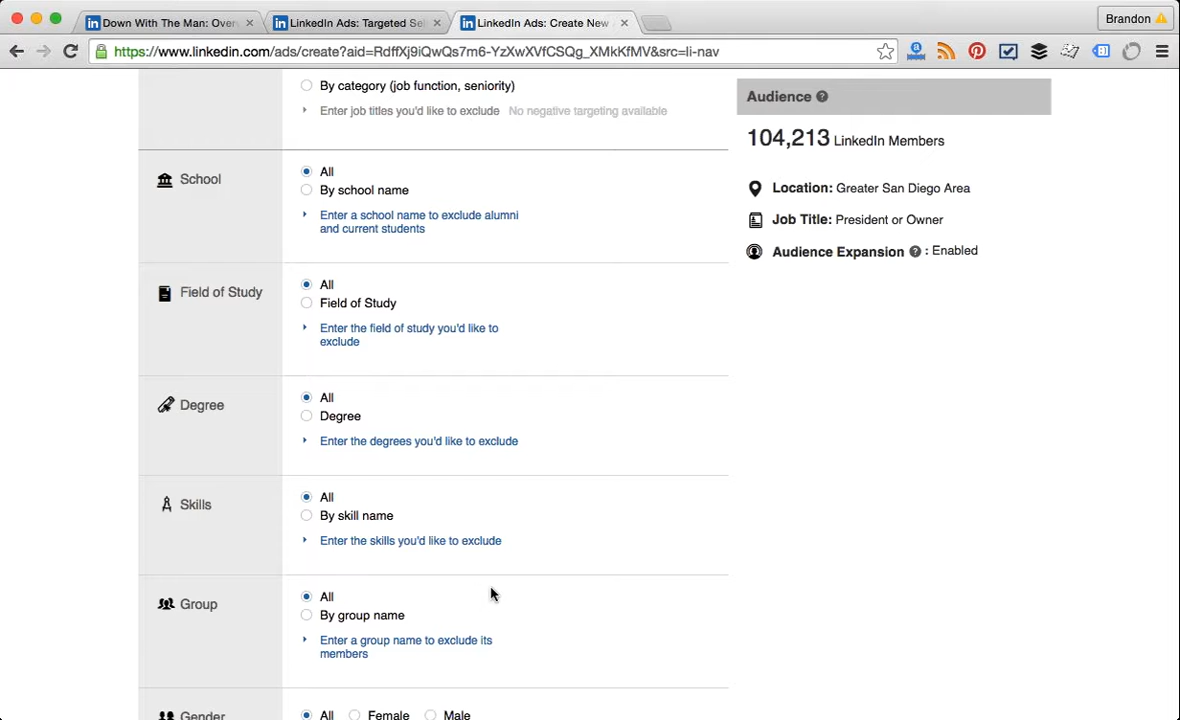 Down With The Man: Over
LinkedIn Ads: Targeted Sel
LinkedIn Ads: Create New
Brandon
https://www.linkedin.com/ads/create?aid=RdffXj9iQwQs7m6-YzXwXVfCSQg_XMkKfMV&src=li-nav
By category (job function, seniority)
Enter job titles you'd like to exclude No negative targeting available
Audience
104,213 LinkedIn Members
Location: Greater San Diego Area
Job Title: President or Owner
Audience Expansion : Enabled
School
All
By school name
Enter a school name to exclude alumni
and current students
Field of Study
All
Field of Study
Enter the field of study you'd like to
exclude
Degree
All
Degree
Enter the degrees you'd like to exclude
Skills
All
By skill name
Enter the skills you'd like to exclude
Group
All
By group name
Enter a group name to exclude its
members
Gender
All Female Male